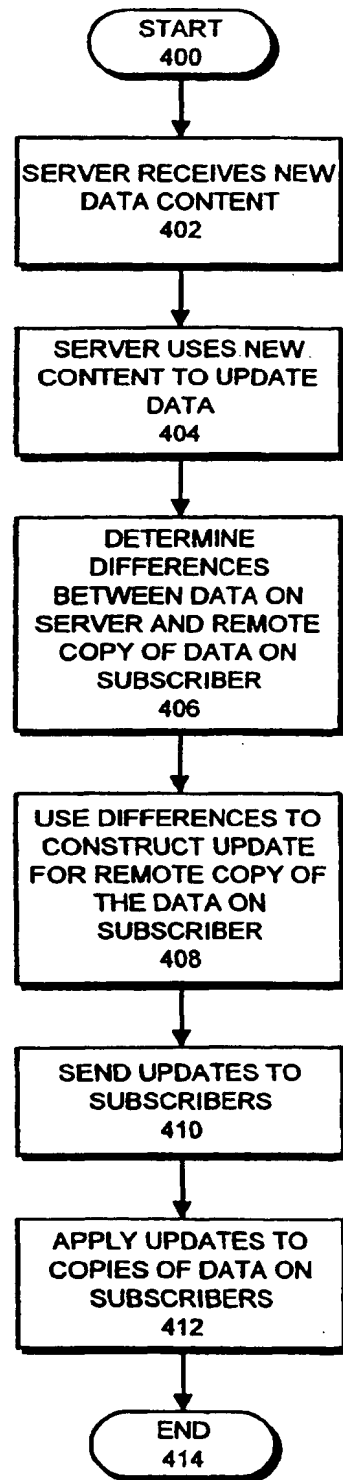 START
400
SERVER RECEIVES NEW
DATA CONTENT
402
SERVER USES NEW
CONTENT TO UPDATE
DATA
404
DETERMINE
DIFFERENCES
BETWEEN DATA ON
SERVER AND REMOTE
COPY OF DATA ON
SUBSCRIBER
406
USE DIFFERENCES TO
CONSTRUCT UPDATE
FOR REMOTE COPY OF
THE DATA ON
SUBSCRIBER
408
SEND UPDATES TO
SUBSCRIBERS
410
APPLY UPDATES TO
COPIES OF DATA ON
SUBSCRIBERS
412
END
414